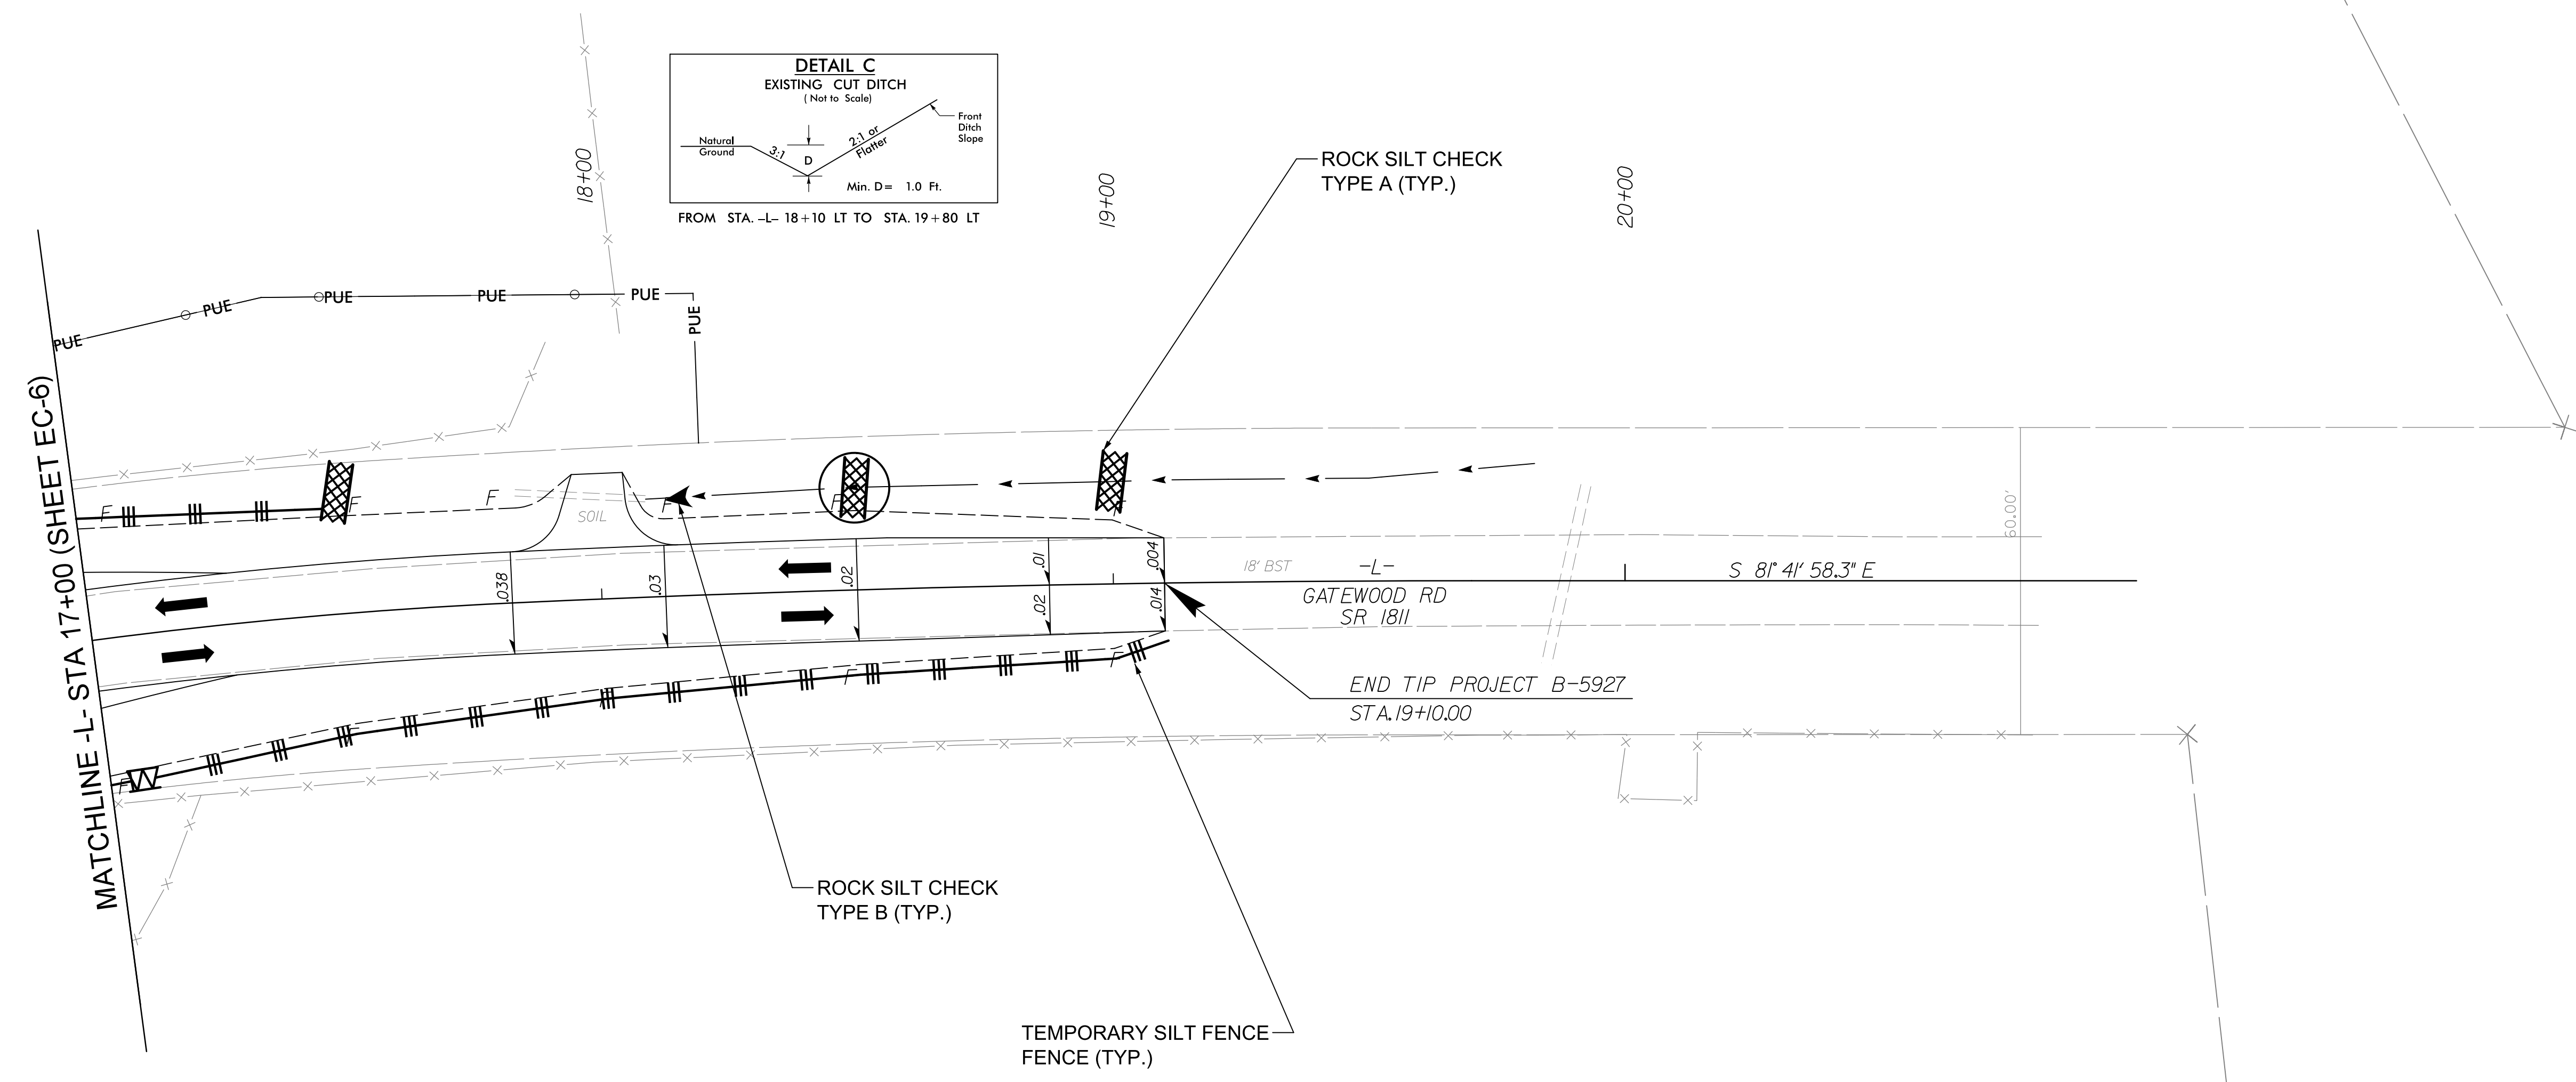 DETAIL C
EXISTING CUT DITCH
( Not to Scale)
Natural
Ground
3:1
D
2:1 or
Flatter
Front
Ditch
Slope
Min. D = 1.0 Ft.
FROM STA. -L- 18+10 LT TO STA. 19+80 LT
18+00
19+00
20+00
ROCK SILT CHECK
TYPE A (TYP.)
PUE
PUE
PUE
PUE
PUE
PUE
MATCHLINE -L- STA 17+00 (SHEET EC-6)
F
F
F
F
F
F
SOIL
.038
.03
.02
.01
.02
.004
.014
18' BST
-L-
S 81° 41' 58.3" E
GATEWOOD RD
SR 1811
60.00'
F
F
F
F
F
END TIP PROJECT B-5927
STA.19+10.00
ROCK SILT CHECK
TYPE B (TYP.)
TEMPORARY SILT FENCE
FENCE (TYP.)